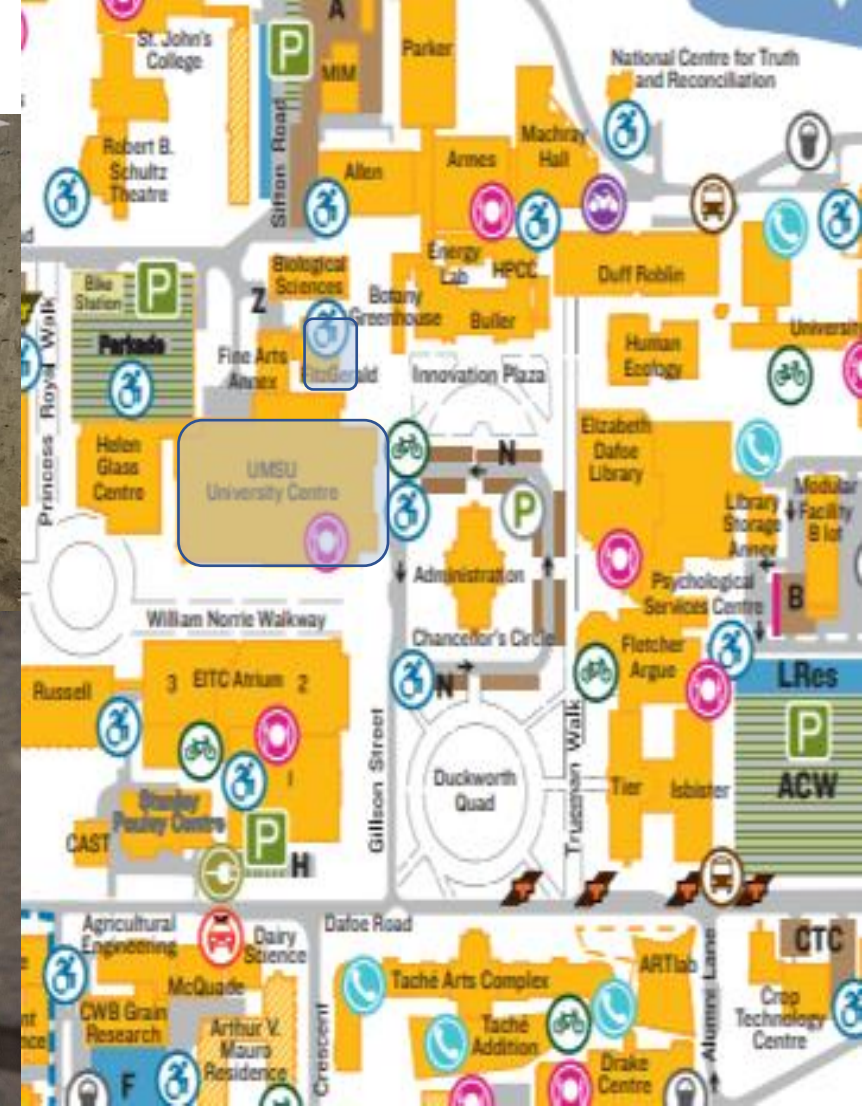 A
St. John's
College
P
MIM
Parker
National Centre for Truth
and Reconciliation
Sifton Road
Robert B.
Schultz
Theatre
Allen
Armes
Machray
Hall
Biological
Sciences
Energy
Lab
HPCC
Duff Roblin
Bike
Station
P
Z
Botany
Greenhouse
Buller
Parkade
Princess Royal Walk
Fine Arts
Annex
FitzGerald
Innovation Plaza
Human
Ecology
Helen
Glass
Centre
UMSU
University Centre
N
P
Elizabeth
Dafoe
Library
Library
Storage
Annex
Modular
Facility
B lot
Administration
Psychological
Services Centre
B
William Norrie Walkway
Chancellor's Circle
N
Fletcher
Argue
LRes
P
ACW
Russell
3 EITC Atrium 2
1
Gillson Street
Duckworth
Quad
Trueman Walk
Tier
Isbister
Stanley
Pauley Centre
CAST
P
H
Agricultural
Engineering
Dairy
Science
Dafoe Road
Taché Arts Complex
ARTlab
Alumni Lane
CTC
McQuade
CWB Grain
Research
Arthur V.
Mauro
Residence
Crescent
Taché
Addition
Drake
Centre
Crop
Technology
Centre
F